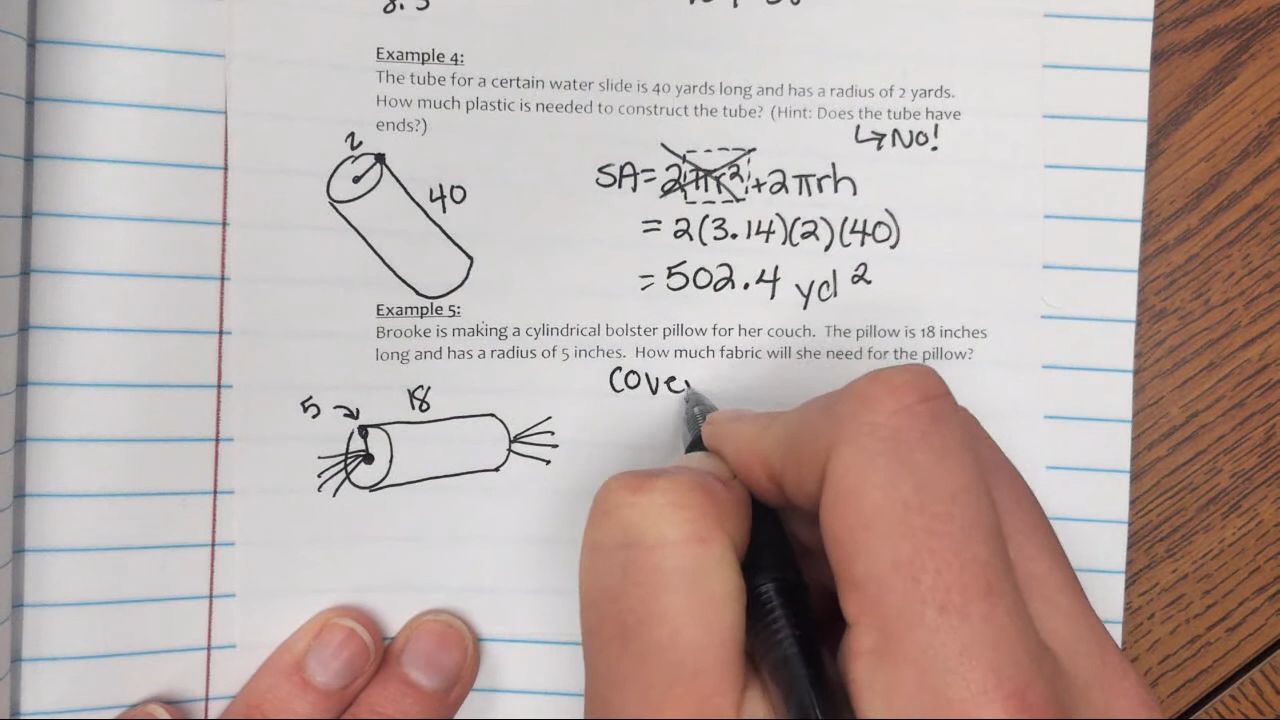 Example 4:
The tube for a certain water slide is 40 yards long and has a radius of 2 yards.
How much plastic is needed to construct the tube? (Hint: Does the tube have
ends?)
↳ No!
2
40
SA = 2πr² + 2πrh
= 2(3.14)(2)(40)
= 502.4 yd²
Example 5:
Brooke is making a cylindrical bolster pillow for her couch. The pillow is 18 inches
long and has a radius of 5 inches. How much fabric will she need for the pillow?
cove
5
18